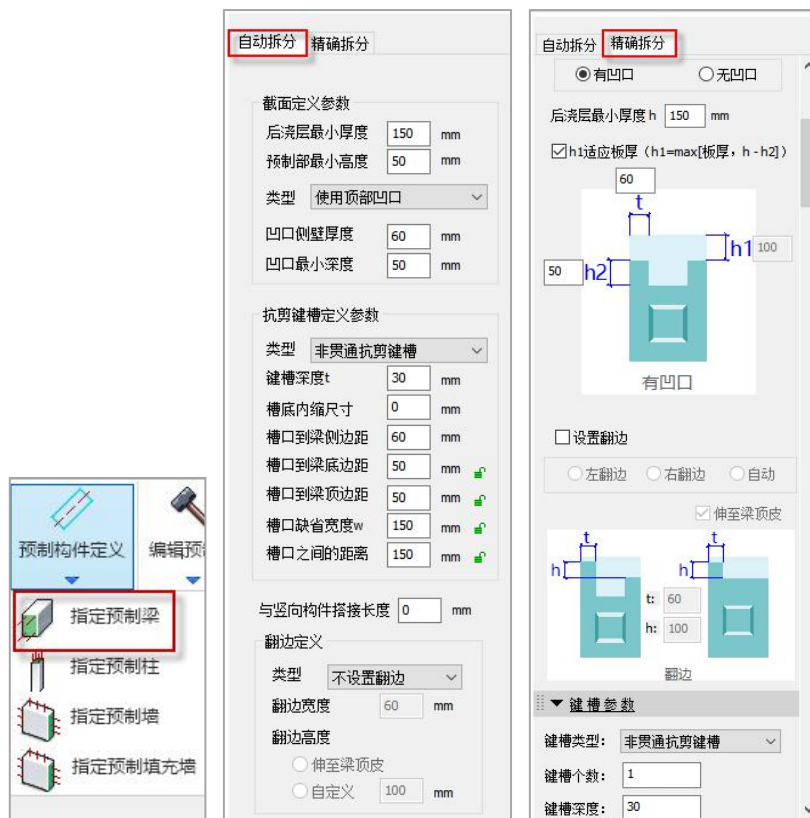 预制构件定义
编辑预
指定预制梁
指定预制柱
指定预制墙
指定预制填充墙
自动拆分 精确拆分
截面定义参数
后浇层最小厚度 150 mm
预制部最小高度 50 mm
类型 使用顶部凹口
凹口侧壁厚度 60 mm
凹口最小深度 50 mm
抗剪键槽定义参数
类型 非贯通抗剪键槽
键槽深度t 30 mm
槽底内缩尺寸 0 mm
槽口到梁侧边距 60 mm
槽口到梁底边距 50 mm
槽口到梁顶边距 50 mm
槽口缺省宽度w 150 mm
槽口之间的距离 150 mm
与竖向构件搭接长度 0 mm
翻边定义
类型 不设置翻边
翻边宽度 60 mm
翻边高度
伸至梁顶皮
自定义 100 mm
自动拆分 精确拆分
有凹口 无凹口
后浇层最小厚度h 150 mm
h1适应板厚（h1=max[板厚，h-h2]）
60
t
h1 100
50 h2
有凹口
设置翻边
左翻边 右翻边 自动
伸至梁顶皮
t t
h h
t: 60
h: 100
翻边
键槽参数
键槽类型: 非贯通抗剪键槽
键槽个数: 1
键槽深度: 30